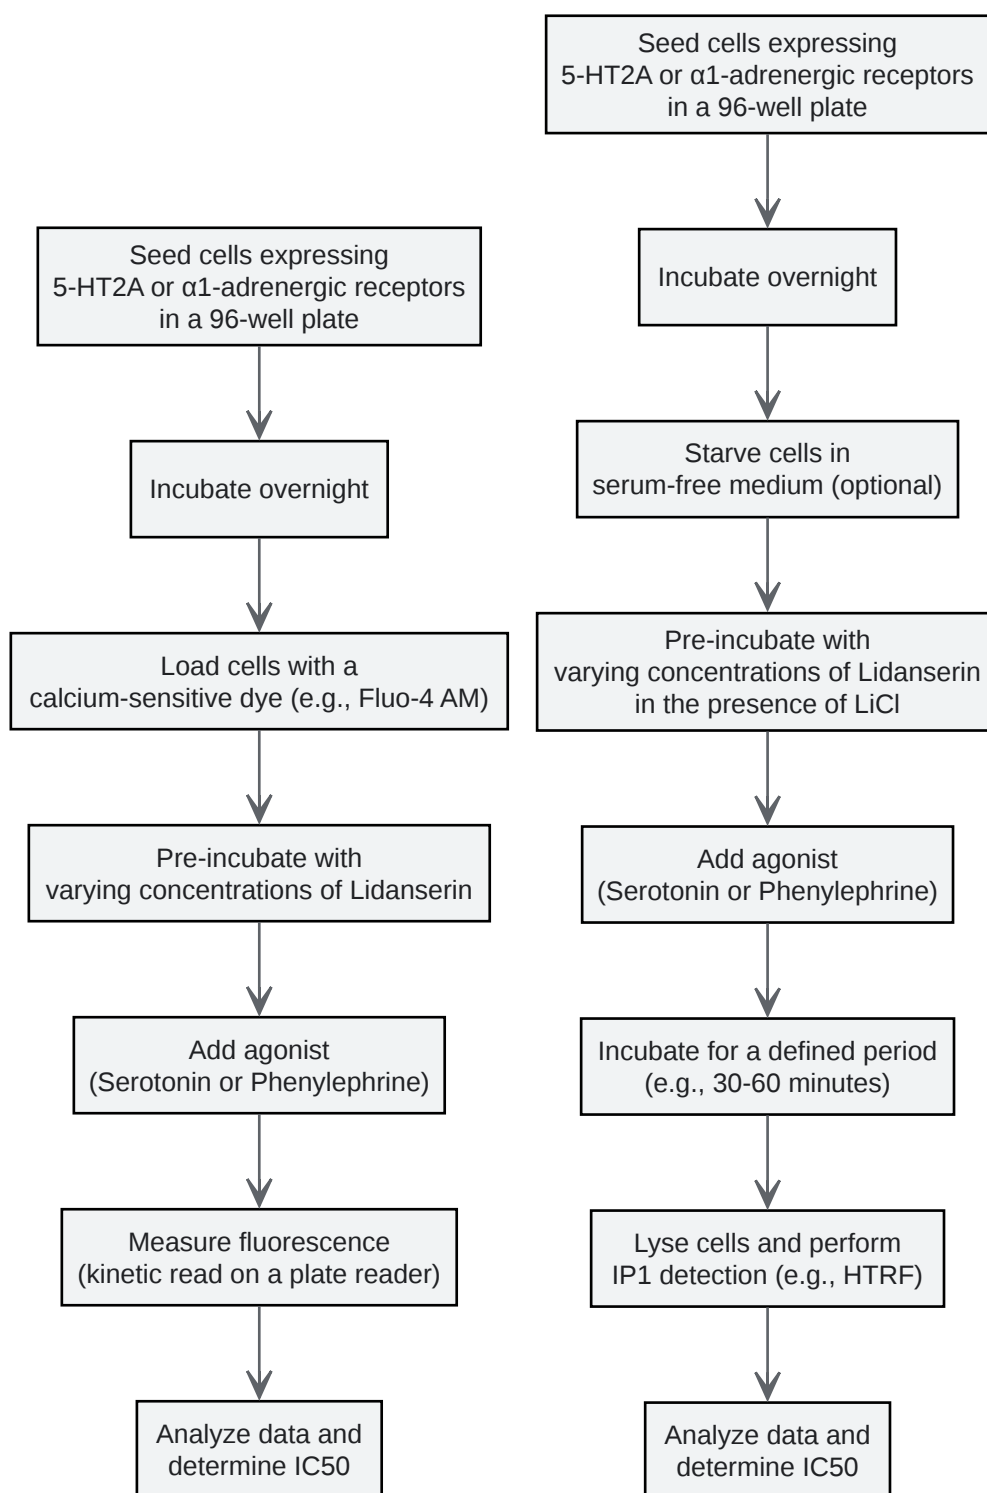 Seed cells expressing
5-HT2A or α1-adrenergic receptors
in a 96-well plate
Incubate overnight
Load cells with a
calcium-sensitive dye (e.g., Fluo-4 AM)
Pre-incubate with
varying concentrations of Lidanserin
Add agonist
(Serotonin or Phenylephrine)
Measure fluorescence
(kinetic read on a plate reader)
Analyze data and
determine IC50
Seed cells expressing
5-HT2A or α1-adrenergic receptors
in a 96-well plate
Incubate overnight
Starve cells in
serum-free medium (optional)
Pre-incubate with
varying concentrations of Lidanserin
in the presence of LiCl
Add agonist
(Serotonin or Phenylephrine)
Incubate for a defined period
(e.g., 30-60 minutes)
Lyse cells and perform
IP1 detection (e.g., HTRF)
Analyze data and
determine IC50